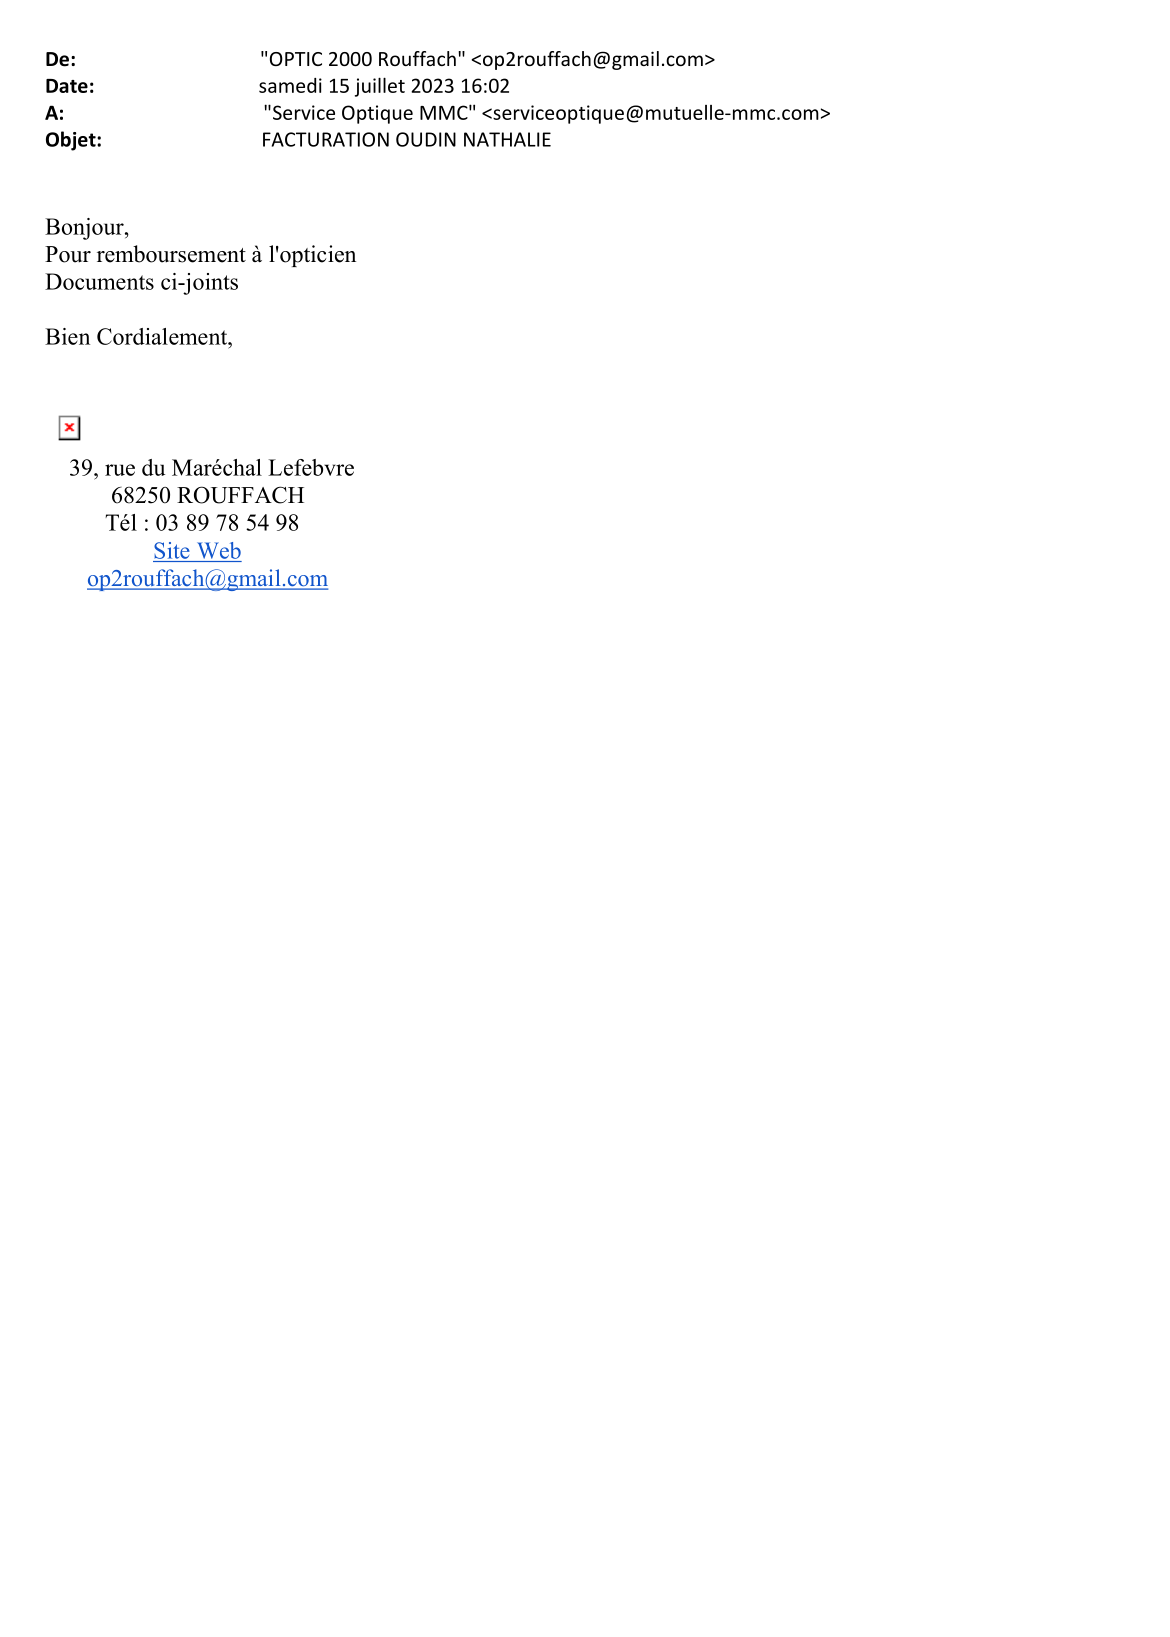 De: "OPTIC 2000 Rouffach" <op2rouffach@gmail.com>
Date: samedi 15 juillet 2023 16:02
A: "Service Optique MMC" <serviceoptique@mutuelle-mmc.com>
Objet: FACTURATION OUDIN NATHALIE
Bonjour,
Pour remboursement à l'opticien
Documents ci-joints
Bien Cordialement,
39, rue du Maréchal Lefebvre
68250 ROUFFACH
Tél : 03 89 78 54 98
Site Web
op2rouffach@gmail.com